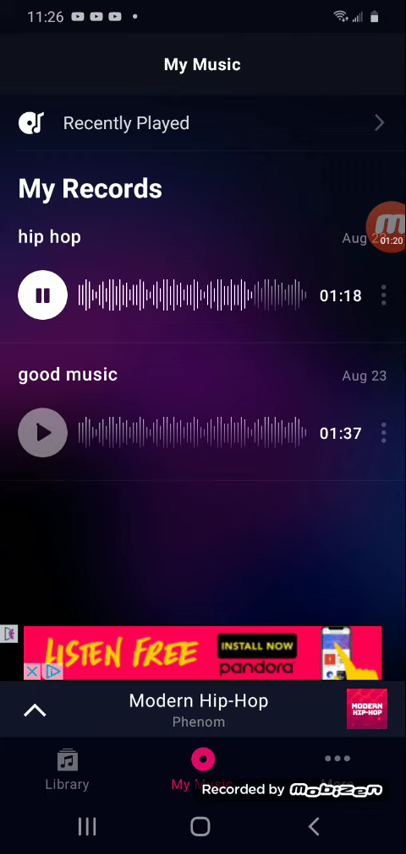 11:26
My Music
Recently Played
My Records
hip hop
Aug 23
01:20
01:18
good music
Aug 23
01:37
LISTEN FREE
INSTALL NOW
pandora
Modern Hip-Hop
Phenom
MODERN
HIP-HOP
Library
My Music
More
Recorded by MOBIZEN